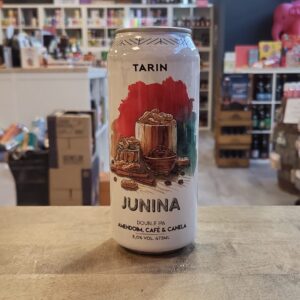 TARIN
JUNINA
DOUBLE IPA
AMENDOIM, CAFÉ & CANELA
8,0% VOL. 473ML